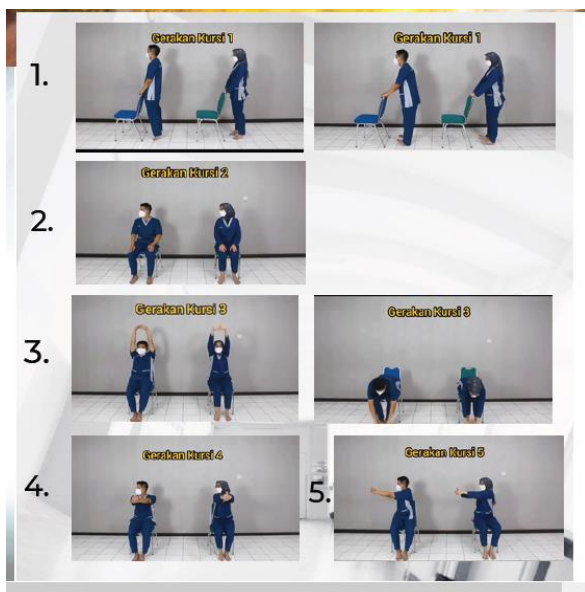 1.
Gerakan Kursi 1
Gerakan Kursi 1
2.
Gerakan Kursi 2
3.
Gerakan Kursi 3
Gerakan Kursi 3
4.
Gerakan Kursi 4
5.
Gerakan Kursi 5